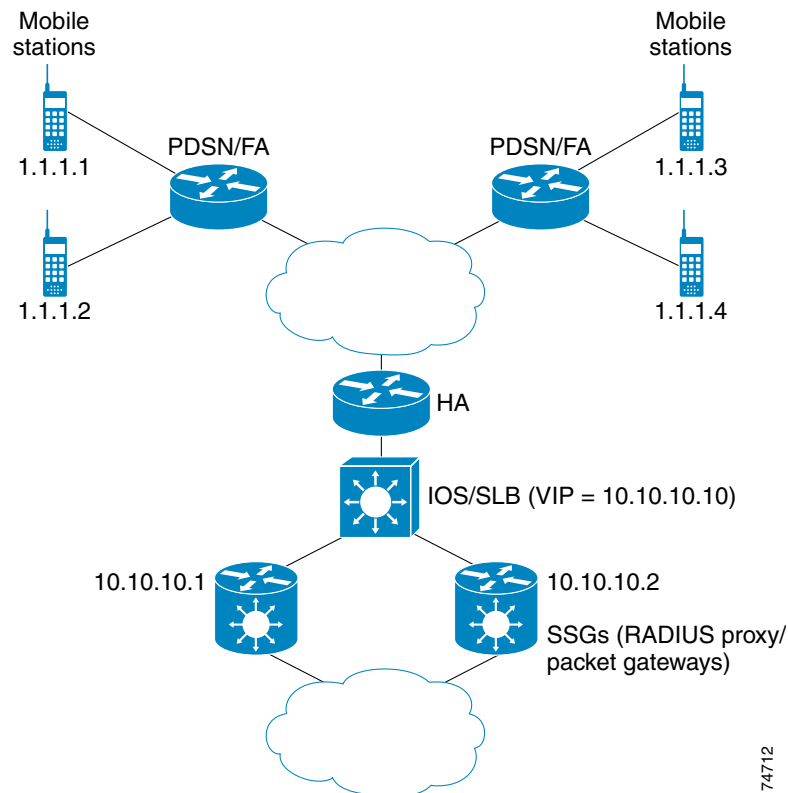 Mobile
stations
Mobile
stations
PDSN/FA
PDSN/FA
1.1.1.1
1.1.1.3
1.1.1.2
1.1.1.4
HA
IOS/SLB (VIP = 10.10.10.10)
10.10.10.1
10.10.10.2
SSGs (RADIUS proxy/
packet gateways)
74712